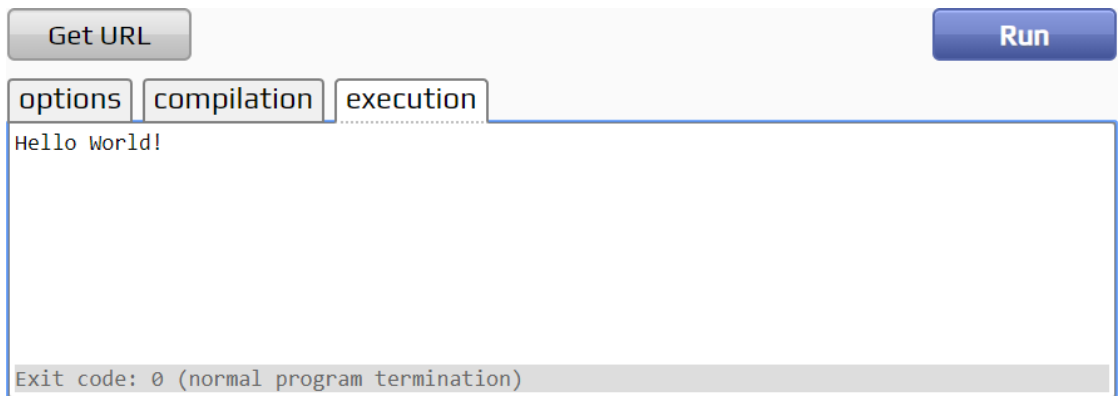 Get URL
Run
options compilation execution
Hello World!
Exit code: 0 (normal program termination)